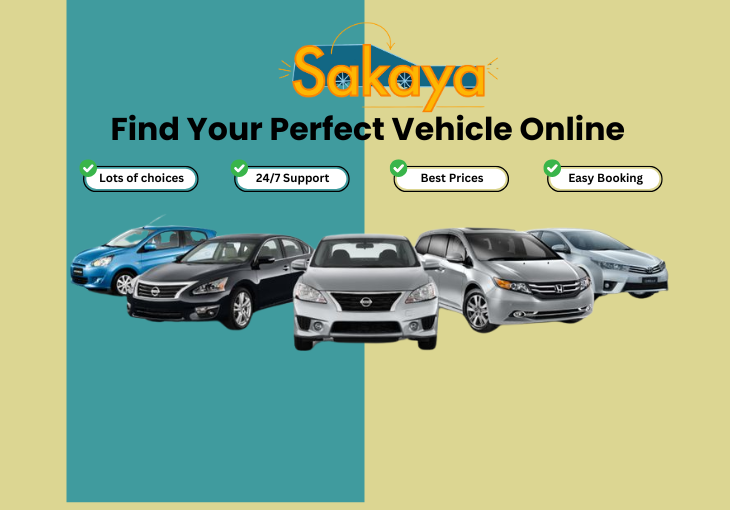 Sakaya
Find Your Perfect Vehicle Online
Lots of choices
24/7 Support
Best Prices
Easy Booking